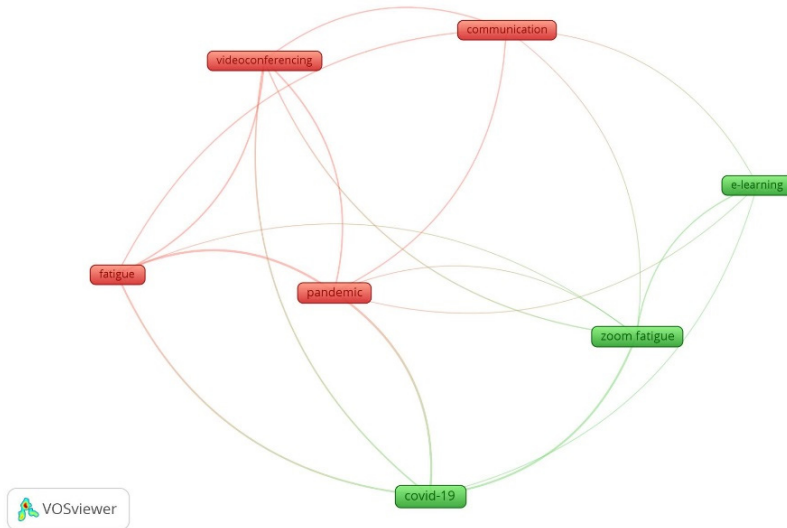 communication
videoconferencing
e-learning
fatigue
pandemic
zoom fatigue
covid-19
VOSviewer